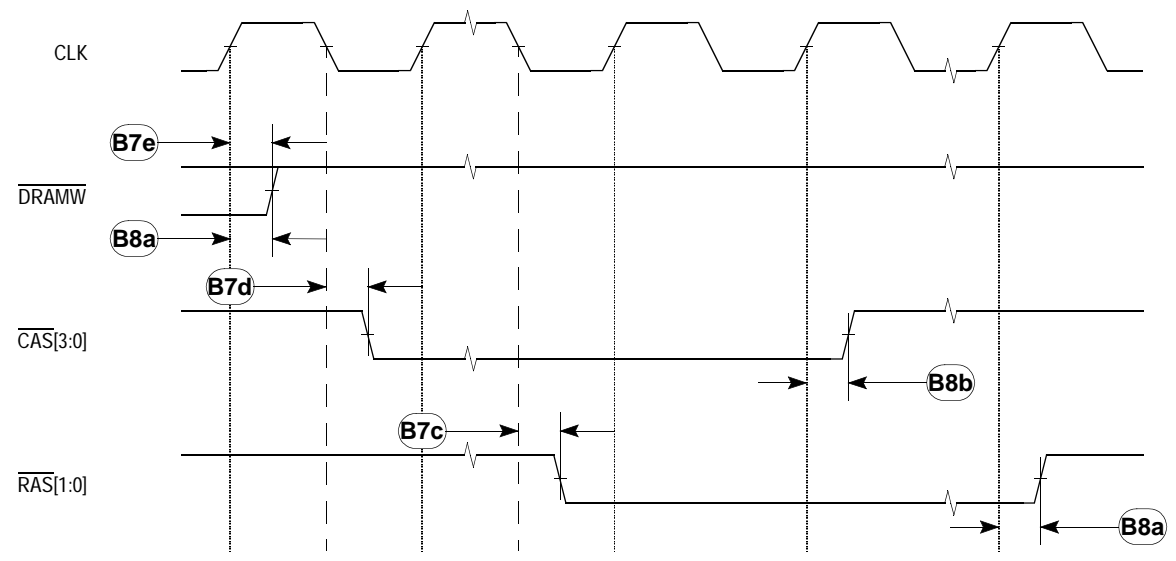 CLK
B7e
DRAMW
B8a
B7d
CAS[3:0]
B8b
B7c
RAS[1:0]
B8a